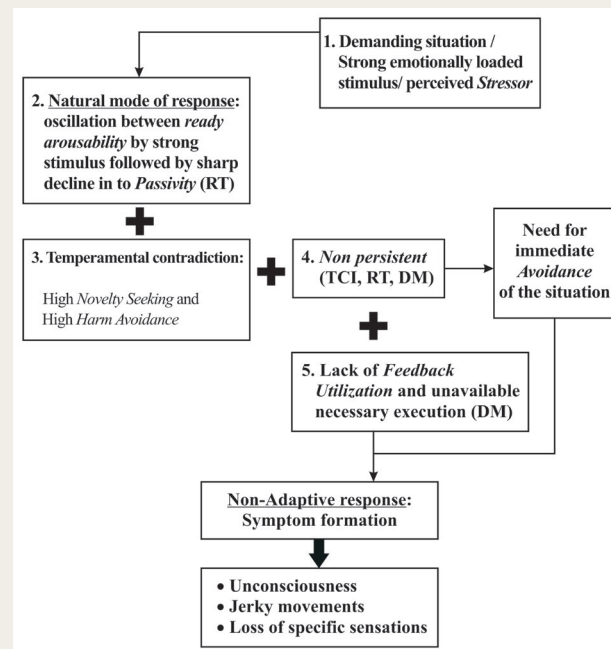 1. Demanding situation /
Strong emotionally loaded
stimulus/ perceived Stressor
2. Natural mode of response:
oscillation between ready
arousability by strong
stimulus followed by sharp
decline in to Passivity (RT)
3. Temperamental contradiction:
High Novelty Seeking and
High Harm Avoidance
4. Non persistent
(TCI, RT, DM)
Need for
immediate
Avoidance
of the situation
5. Lack of Feedback
Utilization and unavailable
necessary execution (DM)
Non-Adaptive response:
Symptom formation
• Unconsciousness
• Jerky movements
• Loss of specific sensations